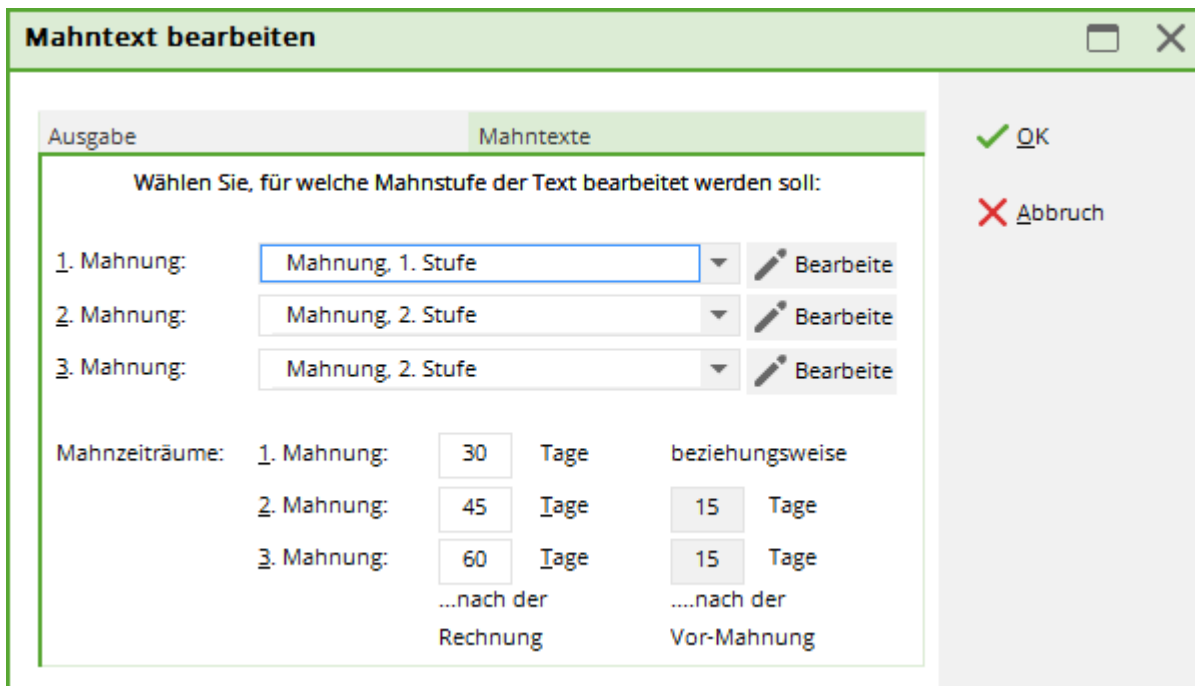 Mahntext bearbeiten
Ausgabe Mahntexte
OK
Wählen Sie, für welche Mahnstufe der Text bearbeitet werden soll:
Abbruch
1. Mahnung: Mahnung, 1. Stufe Bearbeite
2. Mahnung: Mahnung, 2. Stufe Bearbeite
3. Mahnung: Mahnung, 2. Stufe Bearbeite
Mahnzeiträume: 1. Mahnung: 30 Tage beziehungsweise
2. Mahnung: 45 Tage 15 Tage
3. Mahnung: 60 Tage 15 Tage
...nach der ....nach der
Rechnung Vor-Mahnung